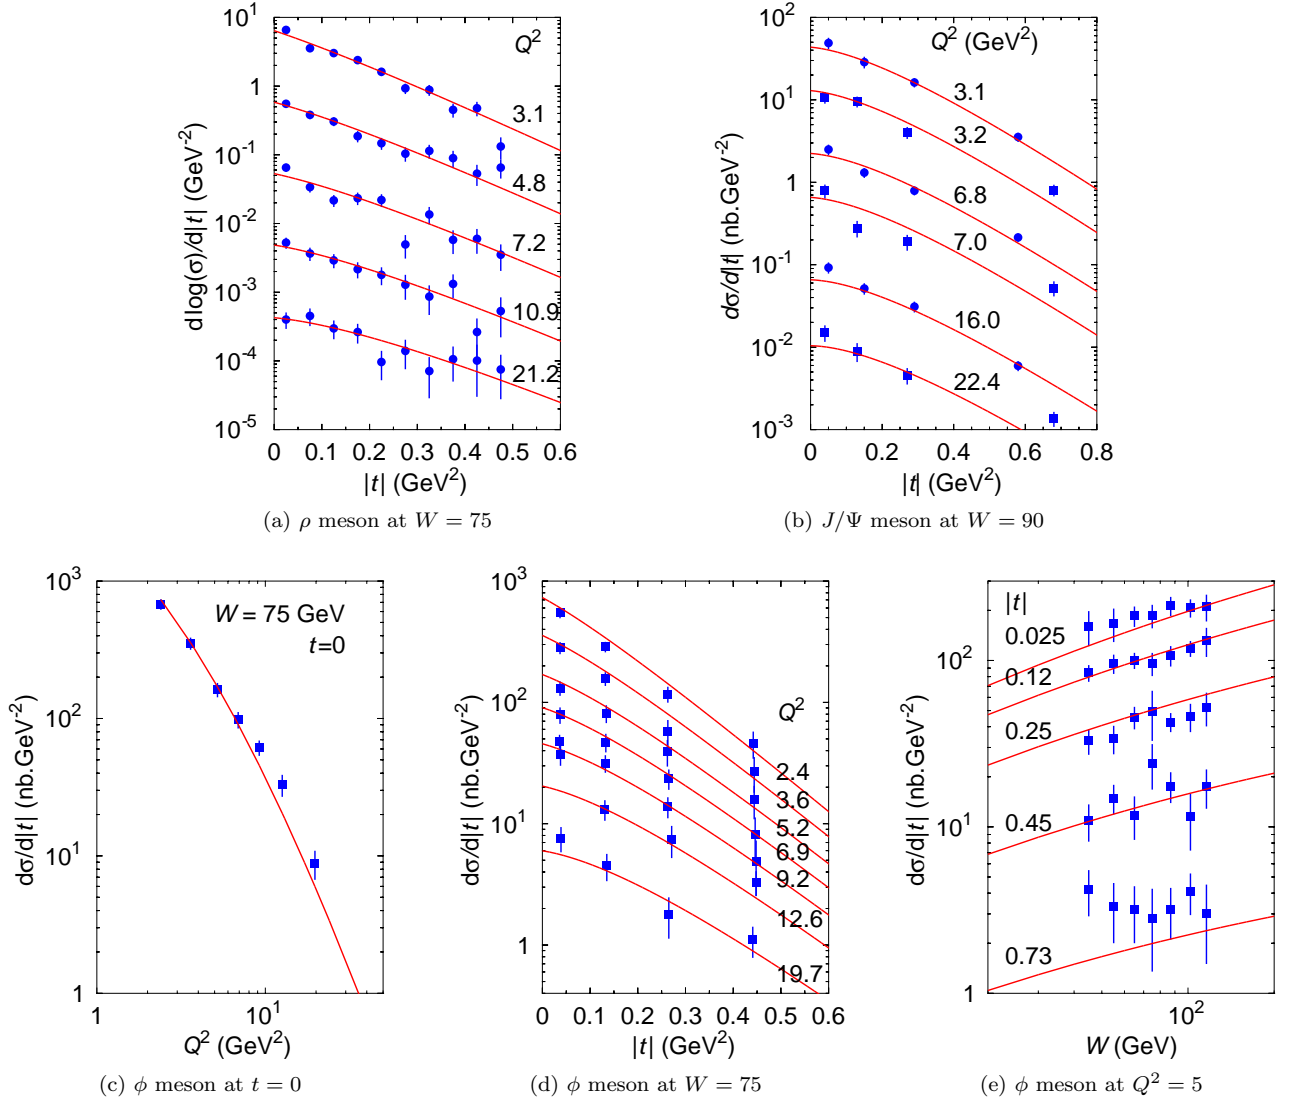 10^3
10^2
10^1
1
10^-1
10^-2
10^-3
10^-4
10^-5
dlog(σ)/d|t| (GeV^-2)
Q^2
3.1
4.8
7.2
10.9
21.2
0 0.1 0.2 0.3 0.4 0.5 0.6
|t| (GeV^2)
(a) ρ meson at W = 75
10^2
10^1
1
10^-1
10^-2
10^-3
dσ/d|t| (nb.GeV^-2)
Q^2 (GeV^2)
3.1
3.2
6.8
7.0
16.0
22.4
0 0.2 0.4 0.6 0.8
|t| (GeV^2)
(b) J/Ψ meson at W = 90
10^3
10^2
10^1
1
dσ/d|t| (nb.GeV^-2)
W = 75 GeV
t=0
1 10^1
Q^2 (GeV^2)
(c) ϕ meson at t = 0
10^3
10^2
10^1
1
dσ/d|t| (nb.GeV^-2)
Q^2
2.4
3.6
5.2
6.9
9.2
12.6
19.7
0 0.1 0.2 0.3 0.4 0.5 0.6
|t| (GeV^2)
(d) ϕ meson at W = 75
10^2
10^1
1
dσ/d|t| (nb.GeV^-2)
|t|
0.025
0.12
0.25
0.45
0.73
10^2
W (GeV)
(e) ϕ meson at Q^2 = 5